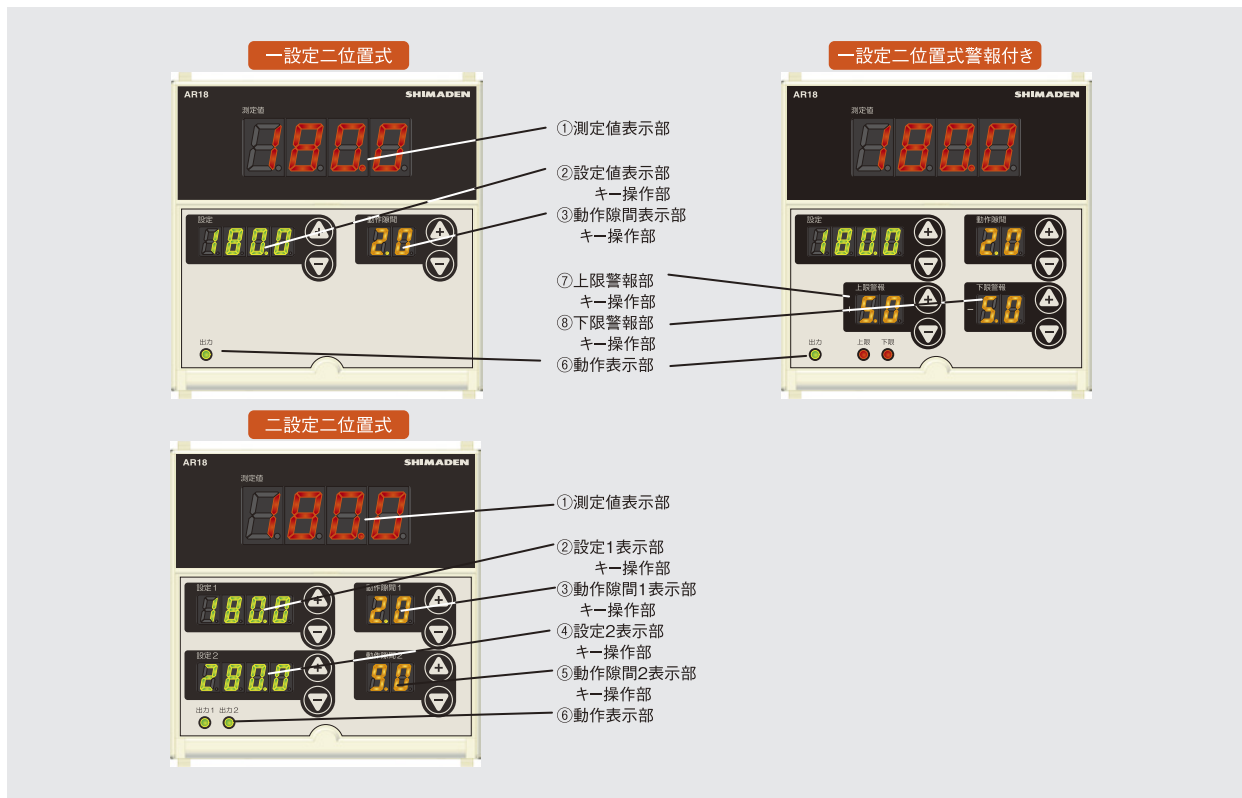 一設定二位置式
AR18
SHIMADEN
測定値
180.0
設定
180.0
動作隙間
2.0
出力
①測定値表示部
②設定値表示部
キー操作部
③動作隙間表示部
キー操作部
⑦上限警報部
キー操作部
⑧下限警報部
キー操作部
⑥動作表示部
一設定二位置式警報付き
AR18
SHIMADEN
測定値
180.0
設定
180.0
動作隙間
2.0
上限警報
+
5.0
下限警報
-
5.0
出力
上限
下限
二設定二位置式
AR18
SHIMADEN
測定値
180.0
設定1
180.0
動作隙間1
2.0
設定2
280.0
動作隙間2
9.0
出力1
出力2
①測定値表示部
②設定1表示部
キー操作部
③動作隙間1表示部
キー操作部
④設定2表示部
キー操作部
⑤動作隙間2表示部
キー操作部
⑥動作表示部